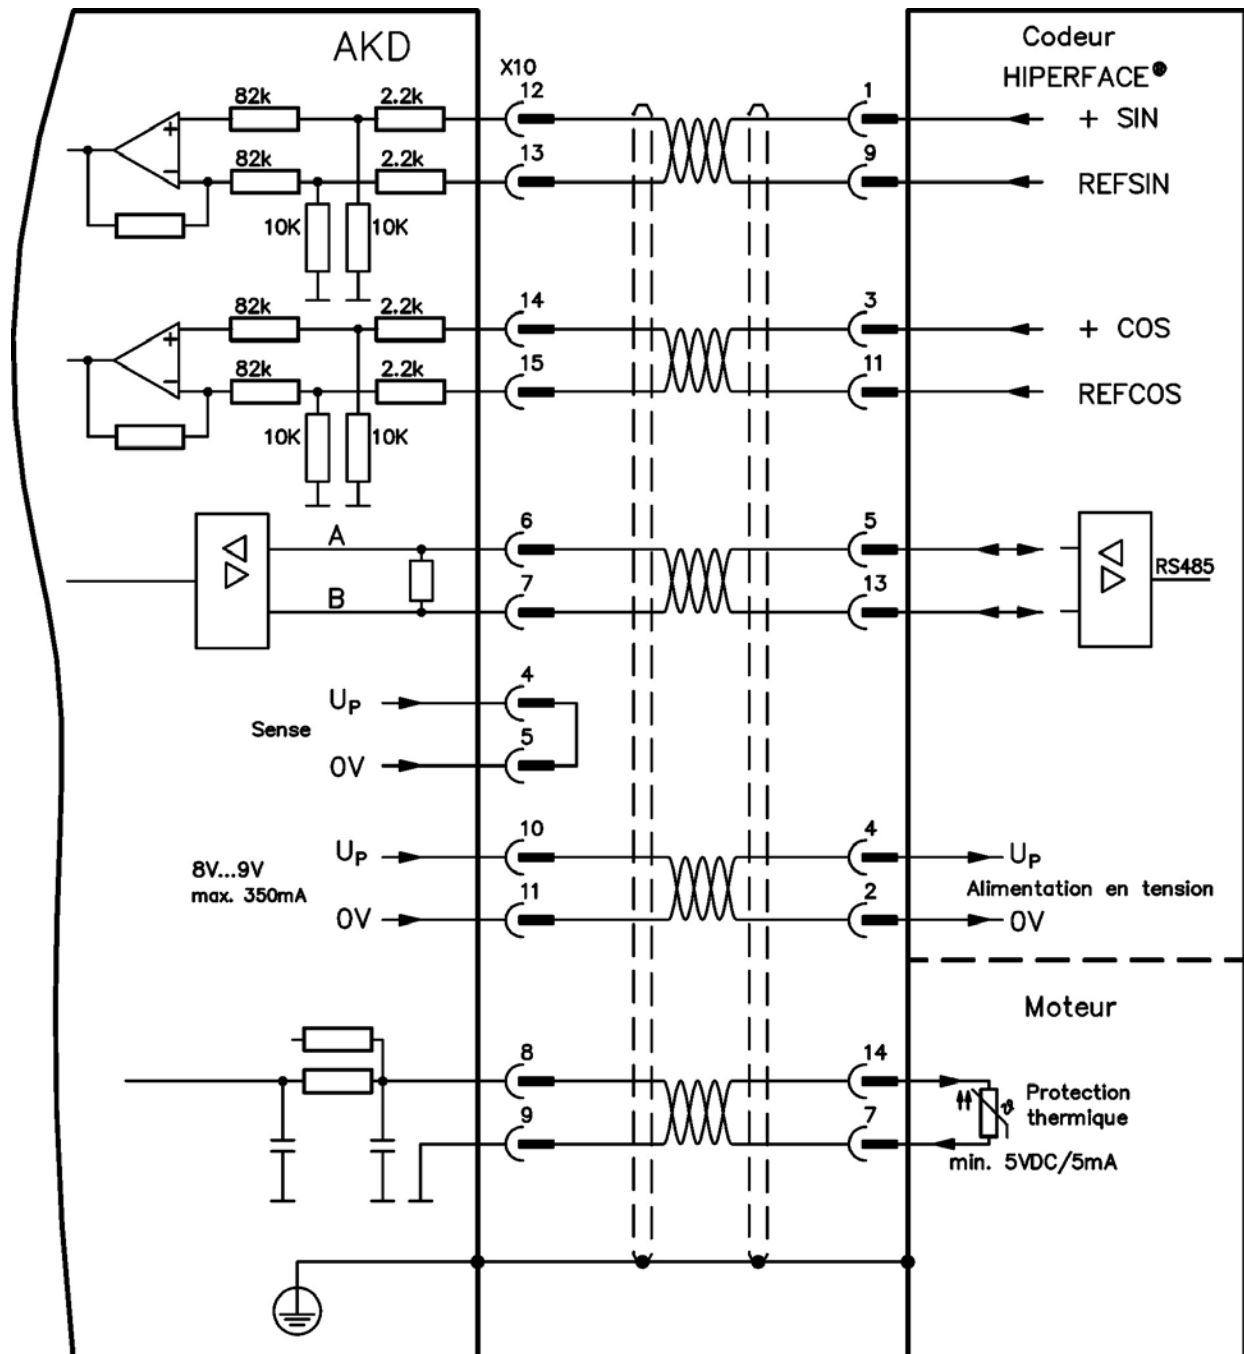 AKD
X10
Codeur
HIPERFACE®
82k 2.2k 12 1 + SIN
+
82k 2.2k 13 9 REFSIN
−
10K 10K
82k 2.2k 14 3 + COS
+
82k 2.2k 15 11 REFCOS
−
10K 10K
A 6 5
RS485
B 7 13
UP 4
Sense
0V 5
UP 10 4 UP
8V...9V
max. 350mA
Alimentation en tension
0V 11 2 0V
Moteur
8 14
Protection
thermique
ϑ
9 7
min. 5VDC/5mA